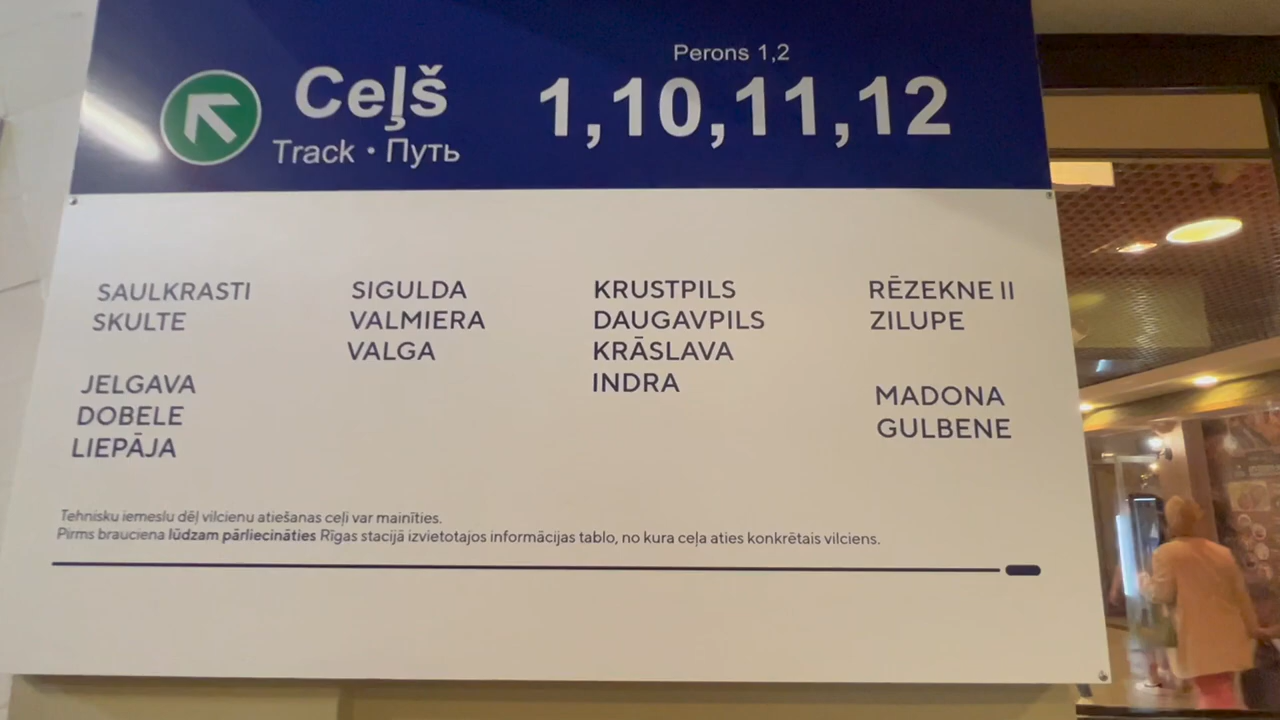 Perons 1,2
Ceļš 1,10,11,12
Track · Путь
SAULKRASTI
SKULTE
JELGAVA
DOBELE
LIEPĀJA
SIGULDA
VALMIERA
VALGA
KRUSTPILS
DAUGAVPILS
KRĀSLAVA
INDRA
RĒZEKNE II
ZILUPE
MADONA
GULBENE
Tehnisku iemeslu dēļ vilcienu atiešanas ceļi var mainīties.
Pirms brauciena lūdzam pārliecināties Rīgas stacijā izvietotajos informācijas tablo, no kura ceļa aties konkrētais vilciens.